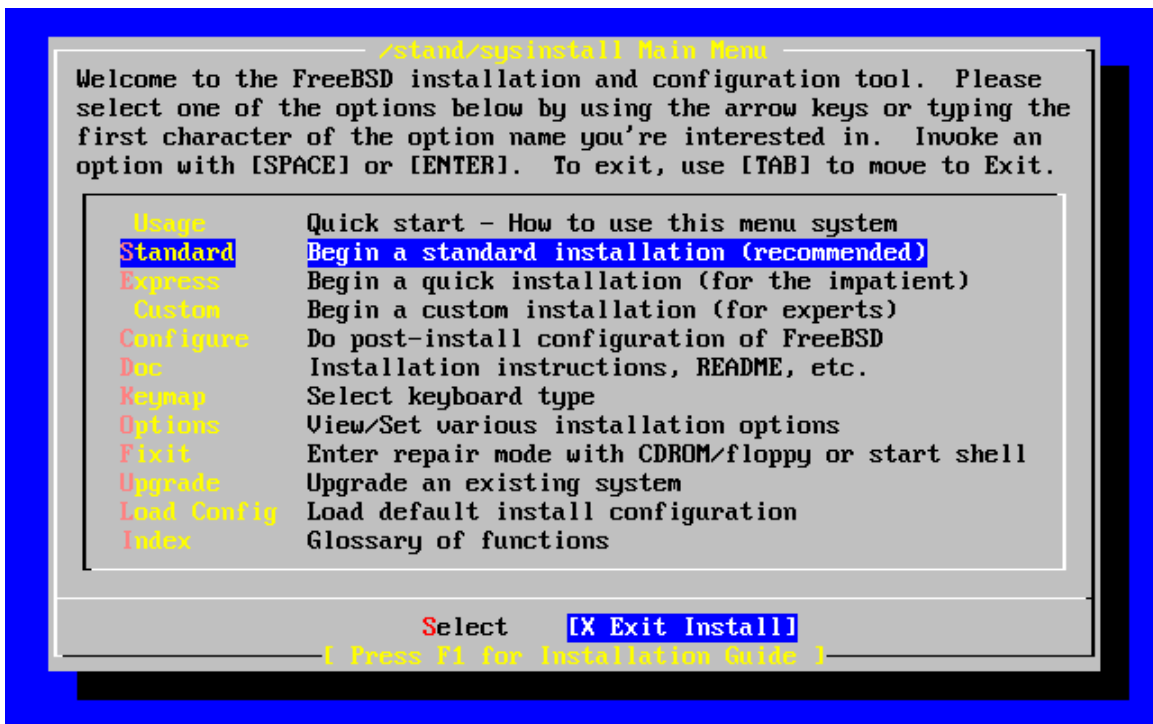 /stand/sysinstall Main Menu
Welcome to the FreeBSD installation and configuration tool.  Please
select one of the options below by using the arrow keys or typing the
first character of the option name you're interested in.  Invoke an
option with [SPACE] or [ENTER].  To exit, use [TAB] to move to Exit.
Usage Quick start - How to use this menu system
Standard Begin a standard installation (recommended)
Express Begin a quick installation (for the impatient)
Custom Begin a custom installation (for experts)
Configure Do post-install configuration of FreeBSD
Doc Installation instructions, README, etc.
Keymap Select keyboard type
Options View/Set various installation options
Fixit Enter repair mode with CDROM/floppy or start shell
Upgrade Upgrade an existing system
Load Config Load default install configuration
Index Glossary of functions
Select [X Exit Install]
[ Press F1 for Installation Guide ]